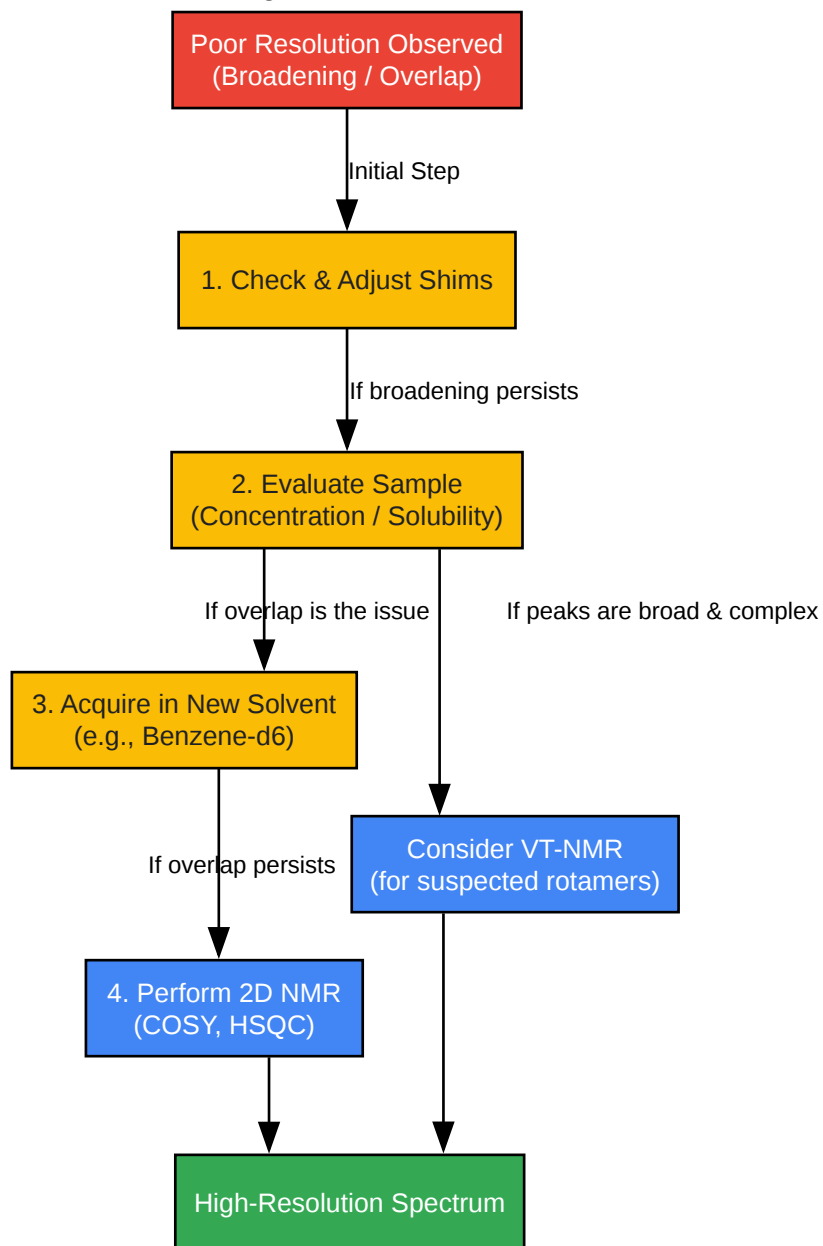 Poor Resolution Observed
(Broadening / Overlap)
Initial Step
1. Check & Adjust Shims
If broadening persists
2. Evaluate Sample
(Concentration / Solubility)
If overlap is the issue
If peaks are broad & complex
3. Acquire in New Solvent
(e.g., Benzene-d6)
If overlap persists
Consider VT-NMR
(for suspected rotamers)
4. Perform 2D NMR
(COSY, HSQC)
High-Resolution Spectrum